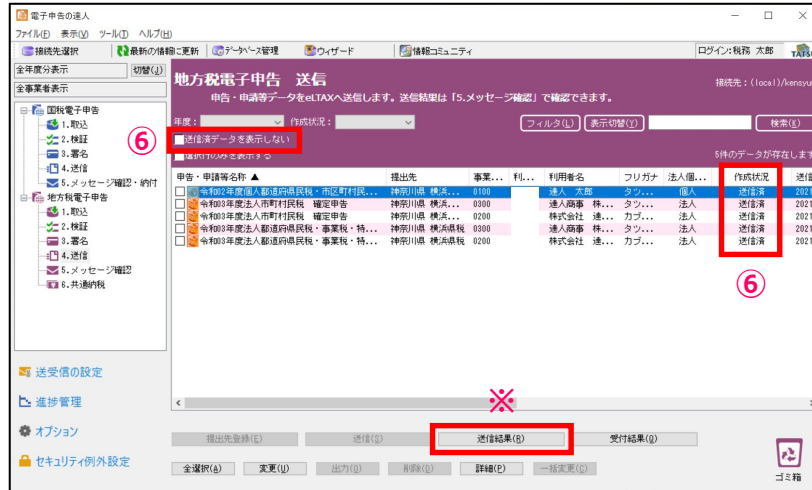 電子申告の達人
ファイル(F) 表示(V) ツール(T) ヘルプ(H)
接続先選択 最新の情報に更新 データベース管理 ウィザード 情報コミュニティ ログイン:税務 太郎
全年度分表示 切替(J)
全事業者表示
地方税電子申告 送信
接続先：(local)/kensyu
申告・申請等データをeLTAXへ送信します。送信結果は「5.メッセージ確認」で確認できます。
年度： 作成状況： フィルタ(L) 表示切替(Y) 検索(K)
⑥
送信済データを表示しない
選択行のみを表示する
5件のデータが存在します
国税電子申告
1.取込
2.検証
3.署名
4.送信
5.メッセージ確認・納付
地方税電子申告
1.取込
2.検証
3.署名
4.送信
5.メッセージ確認
6.共通納税
申告・申請等名称 ▲ 提出先 事業... 利... 利用者名 フリガナ 法人個... 作成状況 送信
令和02年度個人都道府県民税・市区町村民... 神奈川県 横浜... 0100 達人 太郎 タツ... 個人 送信済 2021
令和03年度法人市町村民税 確定申告 神奈川県 横浜... 0300 達人商事 株... タツ... 法人 送信済 2021
令和03年度法人市町村民税 確定申告 神奈川県 横浜... 0200 株式会社 達... カブ... 法人 送信済 2021
令和03年度法人都道府県民税・事業税・特... 神奈川県 横浜県税 0300 達人商事 株... タツ... 法人 送信済 2021
令和03年度法人都道府県民税・事業税・特... 神奈川県 横浜県税 0200 株式会社 達... カブ... 法人 送信済 2021
⑥
送受信の設定
進捗管理
オプション
セキュリティ例外設定
※
提出先登録(E) 送信(S) 送信結果(R) 受付結果(Q)
全選択(A) 変更(U) 出力(O) 削除(D) 詳細(P) 一括変更(C)
ゴミ箱